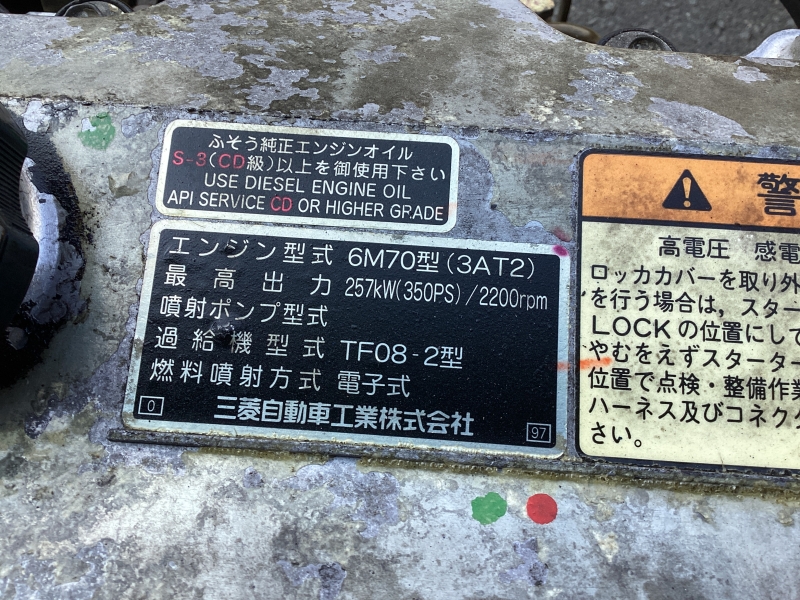 ふそう純正エンジンオイル
S-3(CD級)以上を御使用下さい
USE DIESEL ENGINE OIL
API SERVICE CD OR HIGHER GRADE
エンジン型式 6M70型(3AT2)
最高出力 257kW(350PS)/2200rpm
噴射ポンプ型式
過給機型式 TF08-2型
燃料噴射方式 電子式
0 三菱自動車工業株式会社 97
警
高電圧 感電
ロッカカバーを取り外
を行う場合は,スター
LOCKの位置にして
やむをえずスターター
位置で点検・整備作業
ハーネス及びコネク
さい。